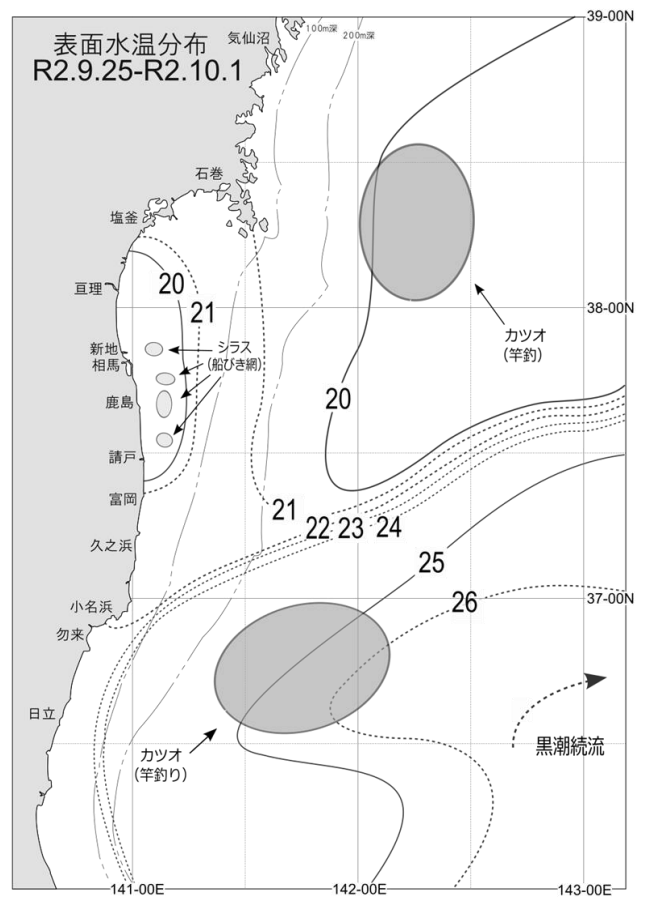 39-00N
100m深
200m深
気仙沼
表面水温分布
R2.9.25-R2.10.1
石巻
塩釜
20
亘理
21
38-00N
カツオ
(竿釣)
新地
シラス
相馬
(船びき網)
鹿島
20
請戸
富岡
21
22
23
24
久之浜
25
26
37-00N
小名浜
勿来
日立
カツオ
(竿釣り)
黒潮続流
141-00E
142-00E
143-00E